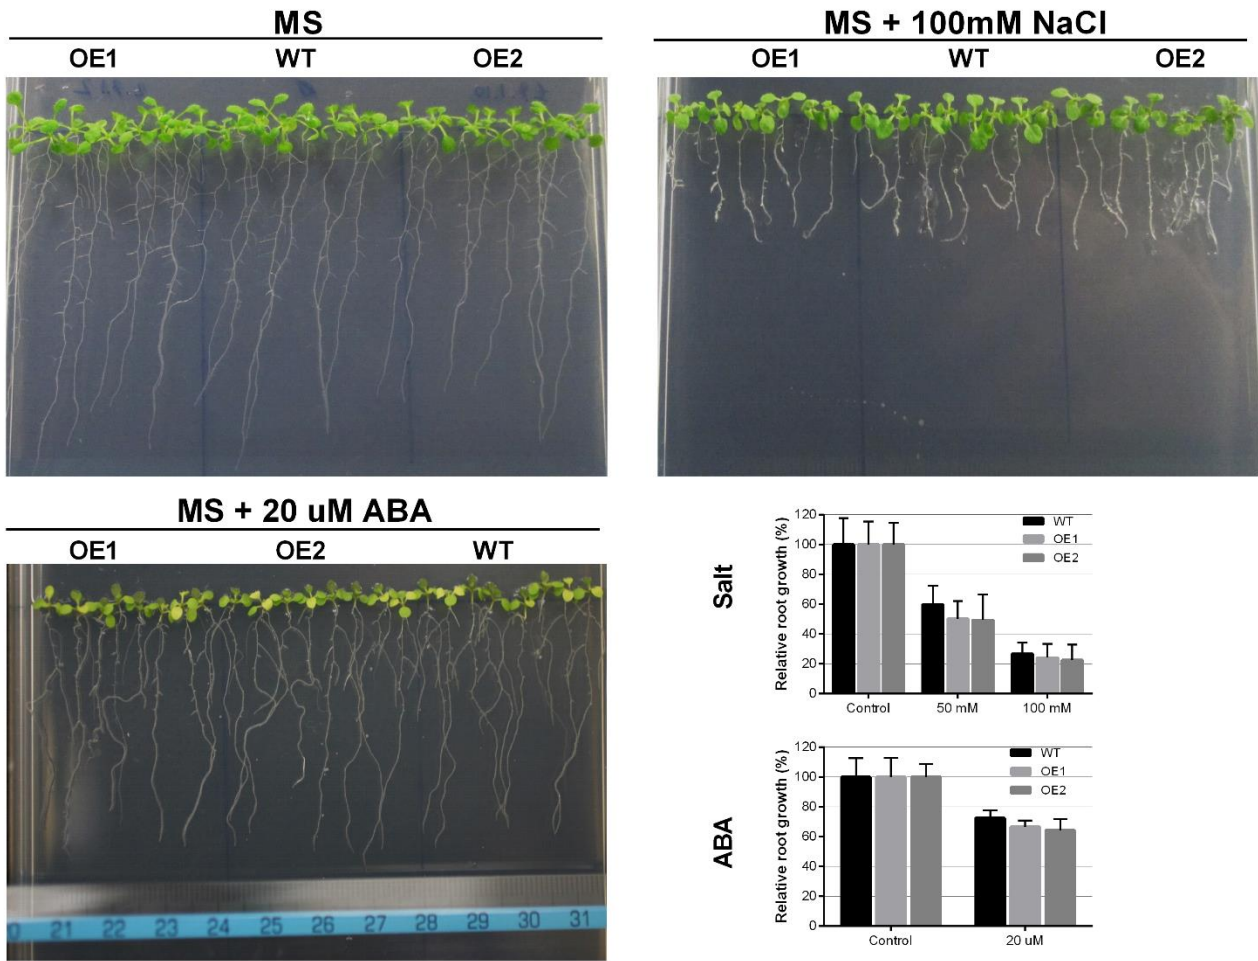 MS
OE1 WT OE2
MS + 100mM NaCl
OE1 WT OE2
MS + 20 uM ABA
OE1 OE2 WT
21 22 23 24 25 26 27 28 29 30 31
Salt
Relative root growth (%)
120
100
80
60
40
20
0
WT
OE1
OE2
Control 50 mM 100 mM
ABA
Relative root growth (%)
120
100
80
60
40
20
0
WT
OE1
OE2
Control 20 uM